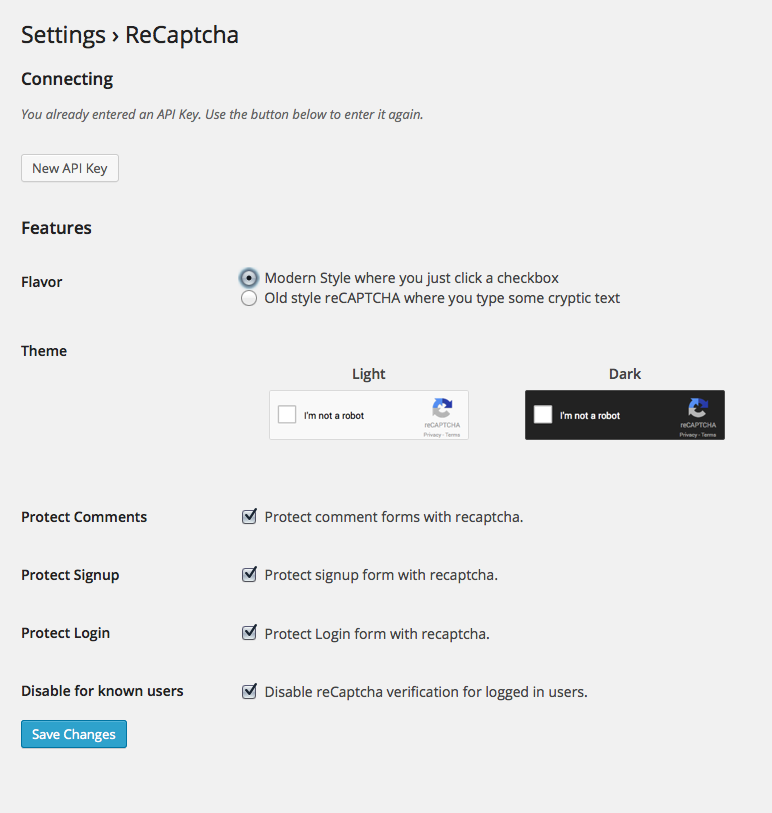 Settings › ReCaptcha
Connecting
You already entered an API Key. Use the button below to enter it again.
New API Key
Features
Flavor
Modern Style where you just click a checkbox
Old style reCAPTCHA where you type some cryptic text
Theme
Light
Dark
I'm not a robot
reCAPTCHA
Privacy - Terms
I'm not a robot
reCAPTCHA
Privacy - Terms
Protect Comments
Protect comment forms with recaptcha.
Protect Signup
Protect signup form with recaptcha.
Protect Login
Protect Login form with recaptcha.
Disable for known users
Disable reCaptcha verification for logged in users.
Save Changes